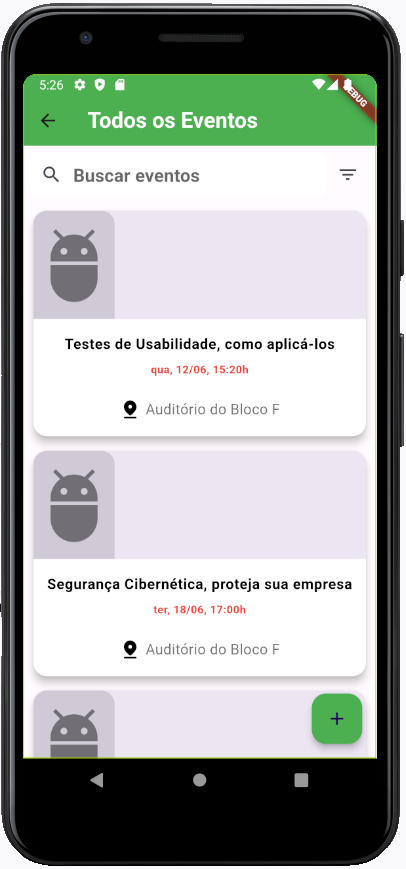 5:26
DEBUG
Todos os Eventos
Buscar eventos
Testes de Usabilidade, como aplicá-los
qua, 12/06, 15:20h
Auditório do Bloco F
Segurança Cibernética, proteja sua empresa
ter, 18/06, 17:00h
Auditório do Bloco F